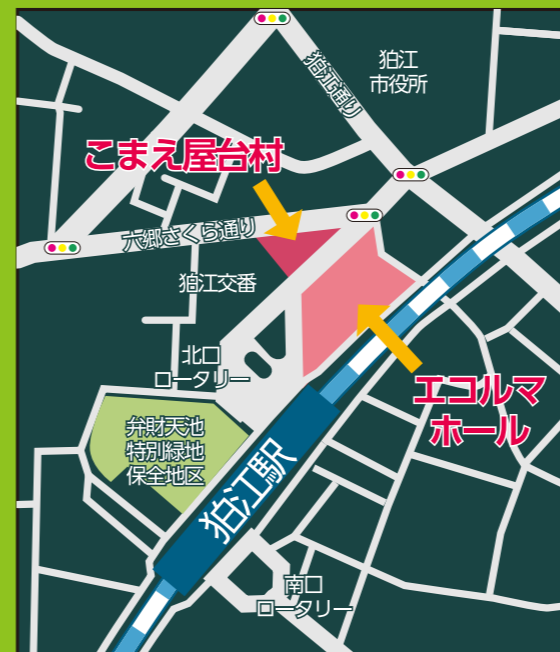 狛江
市役所
狛江通り
こまえ屋台村
六郷さくら通り
狛江交番
北口
ロータリー
エコルマ
ホール
弁財天池
特別緑地
保全地区
狛江駅
南口
ロータリー